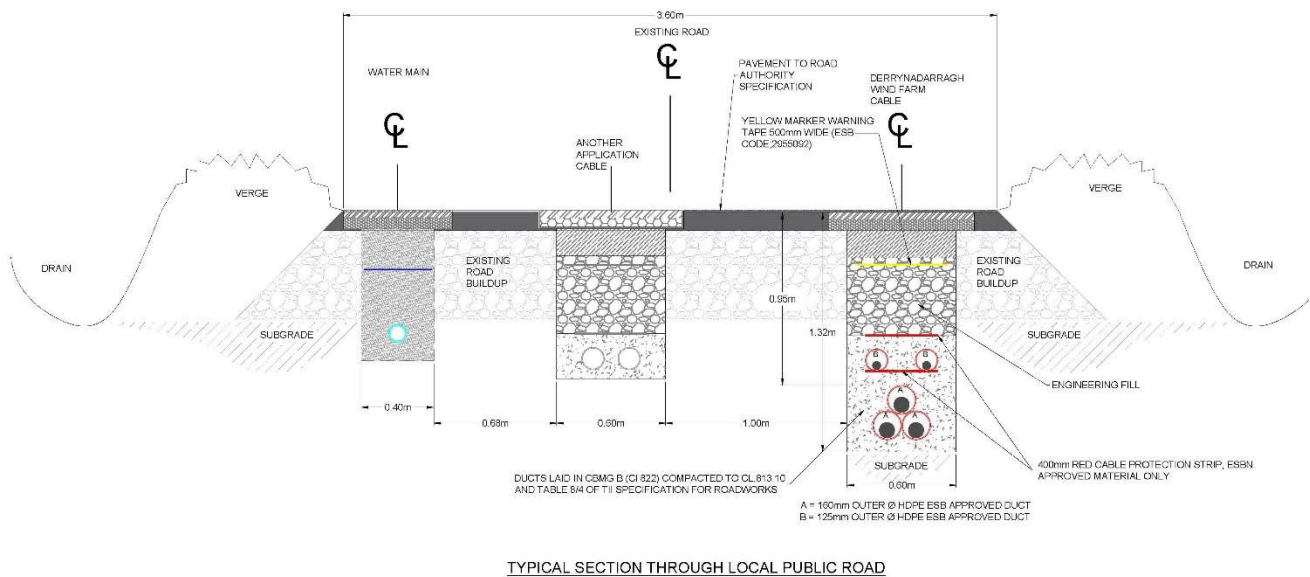 3.60m
EXISTING ROAD
CL
WATER MAIN
CL
PAVEMENT TO ROAD
AUTHORITY
SPECIFICATION
DERRYNADARRAGH
WIND FARM
CABLE
CL
YELLOW MARKER WARNING
TAPE 500mm WIDE (ESB
CODE;2955092)
ANOTHER
APPLICATION
CABLE
VERGE
VERGE
DRAIN
EXISTING
ROAD
BUILDUP
EXISTING
ROAD
BUILDUP
DRAIN
0.95m
1.32m
SUBGRADE
SUBGRADE
B
B
ENGINEERING FILL
A
A
A
0.40m
0.68m
0.60m
1.00m
SUBGRADE
0.60m
400mm RED CABLE PROTECTION STRIP, ESBN
APPROVED MATERIAL ONLY
DUCTS LAID IN CBMG B (Cl 822) COMPACTED TO CL.813.10
AND TABLE 8/4 OF TII SPECIFICATION FOR ROADWORKS
A = 160mm OUTER Ø HDPE ESB APPROVED DUCT
B = 125mm OUTER Ø HDPE ESB APPROVED DUCT
TYPICAL SECTION THROUGH LOCAL PUBLIC ROAD